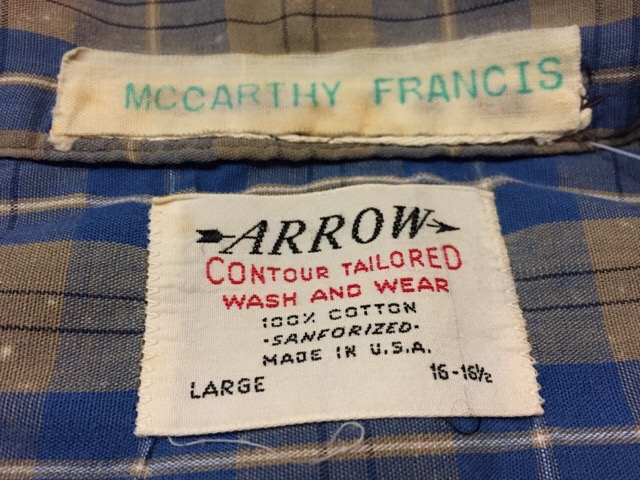 MCCARTHY FRANCIS
ARROW
CONTOUR TAILORED
WASH AND WEAR
100% COTTON
·SANFORIZED·
MADE IN U.S.A.
LARGE 16-16½